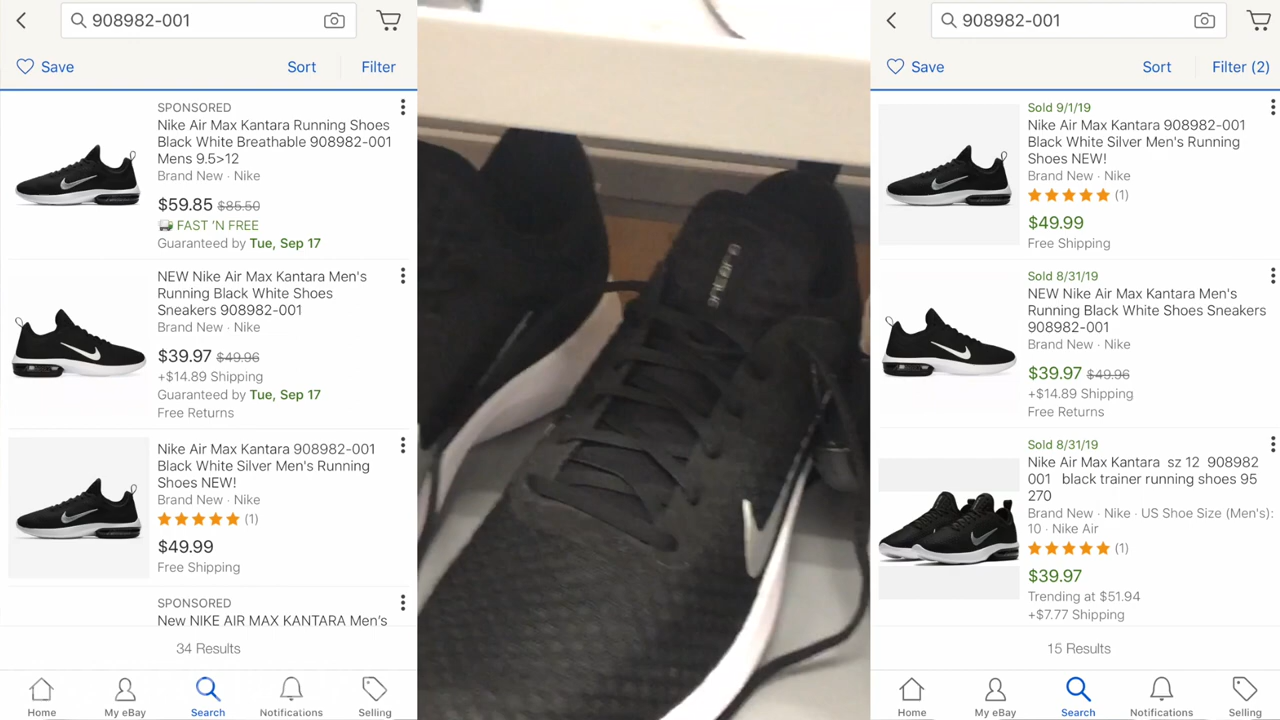 908982-001
Save
Sort
Filter
SPONSORED
Nike Air Max Kantara Running Shoes
Black White Breathable 908982-001
Mens 9.5>12
Brand New · Nike
$59.85 $85.50
FAST 'N FREE
Guaranteed by Tue, Sep 17
NEW Nike Air Max Kantara Men's
Running Black White Shoes
Sneakers 908982-001
Brand New · Nike
$39.97 $49.96
+$14.89 Shipping
Guaranteed by Tue, Sep 17
Free Returns
Nike Air Max Kantara 908982-001
Black White Silver Men's Running
Shoes NEW!
Brand New · Nike
(1)
$49.99
Free Shipping
SPONSORED
New NIKE AIR MAX KANTARA Men's
34 Results
Home
My eBay
Search
Notifications
Selling
908982-001
Save
Sort
Filter (2)
Sold 9/1/19
Nike Air Max Kantara 908982-001
Black White Silver Men's Running
Shoes NEW!
Brand New · Nike
(1)
$49.99
Free Shipping
Sold 8/31/19
NEW Nike Air Max Kantara Men's
Running Black White Shoes Sneakers
908982-001
Brand New · Nike
$39.97 $49.96
+$14.89 Shipping
Free Returns
Sold 8/31/19
Nike Air Max Kantara sz 12 908982
001 black trainer running shoes 95
270
Brand New · Nike · US Shoe Size (Men's):
10 · Nike Air
(1)
$39.97
Trending at $51.94
+$7.77 Shipping
15 Results
Home
My eBay
Search
Notifications
Selling